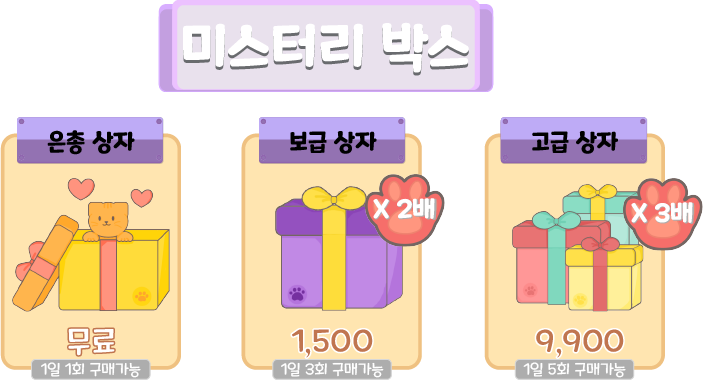 미스터리 박스
은총 상자
보급 상자
고급 상자
X 2배
X 3배
무료
1,500
9,900
1일 1회 구매가능
1일 3회 구매가능
1일 5회 구매가능